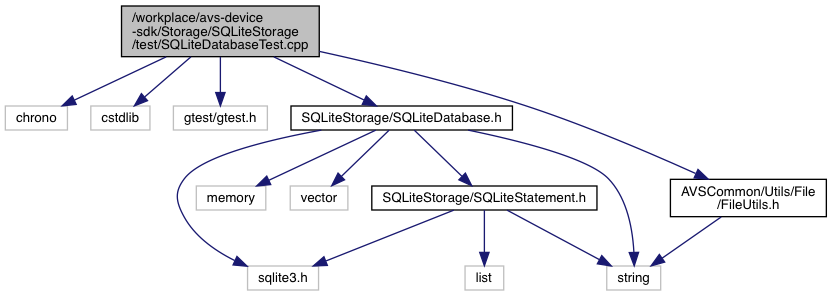 /workplace/avs-device
-sdk/Storage/SQLiteStorage
/test/SQLiteDatabaseTest.cpp
chrono
cstdlib
gtest/gtest.h
SQLiteStorage/SQLiteDatabase.h
memory
vector
SQLiteStorage/SQLiteStatement.h
AVSCommon/Utils/File
/FileUtils.h
sqlite3.h
list
string